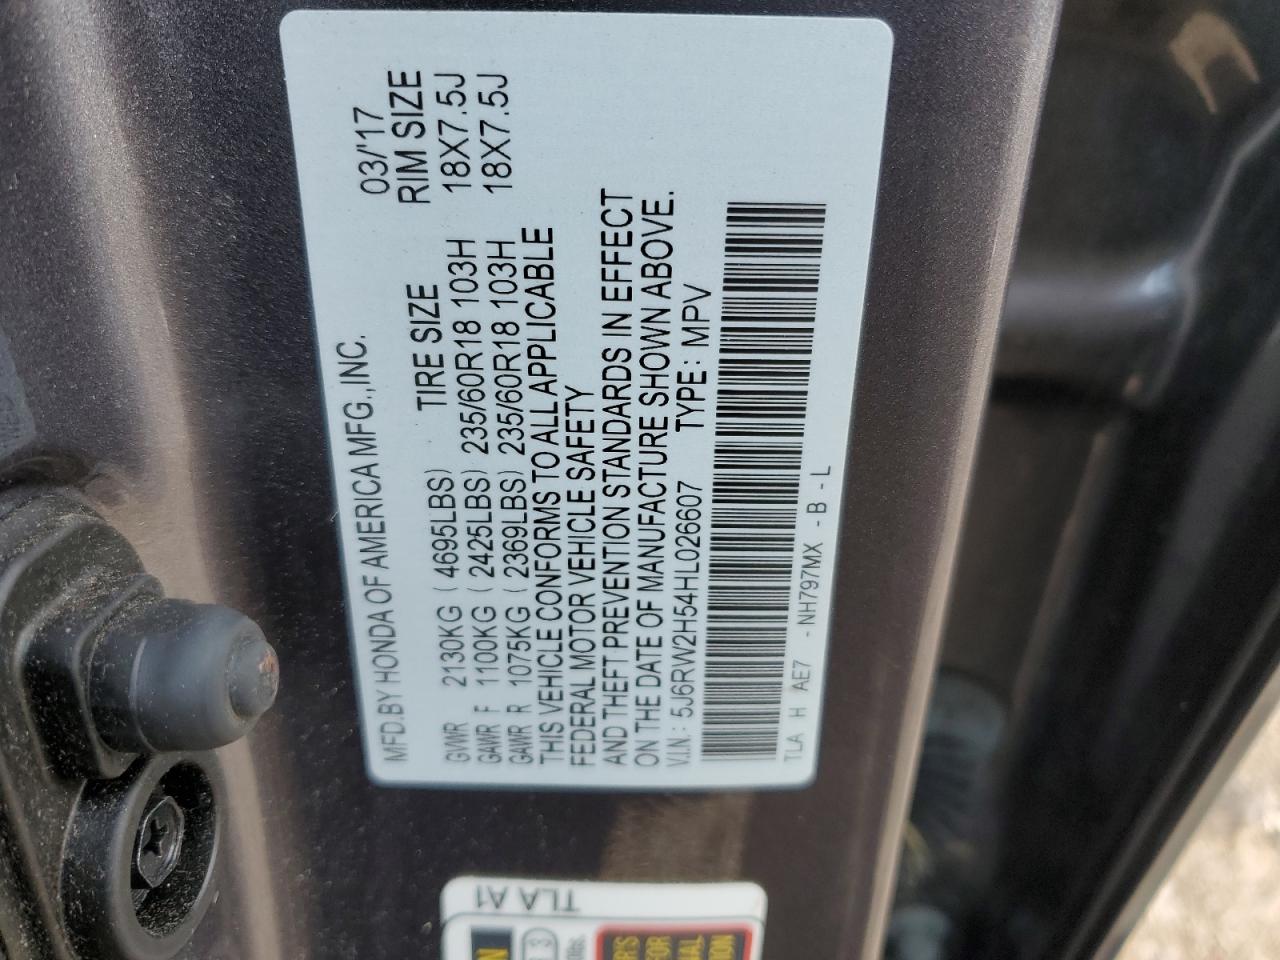 MFD.BY HONDA OF AMERICA MFG.,INC. 03/'17
TIRE SIZE RIM SIZE
GVWR 2130KG ( 4695LBS)
GAWR F 1100KG ( 2425LBS) 235/60R18 103H 18X7.5J
GAWR R 1075KG ( 2369LBS) 235/60R18 103H 18X7.5J
THIS VEHICLE CONFORMS TO ALL APPLICABLE
FEDERAL MOTOR VEHICLE SAFETY
AND THEFT PREVENTION STANDARDS IN EFFECT
ON THE DATE OF MANUFACTURE SHOWN ABOVE.
V.I.N: 5J6RW2H54HL026607 TYPE: MPV
TLA H AE7 - NH797MX - B - L
TLA A1